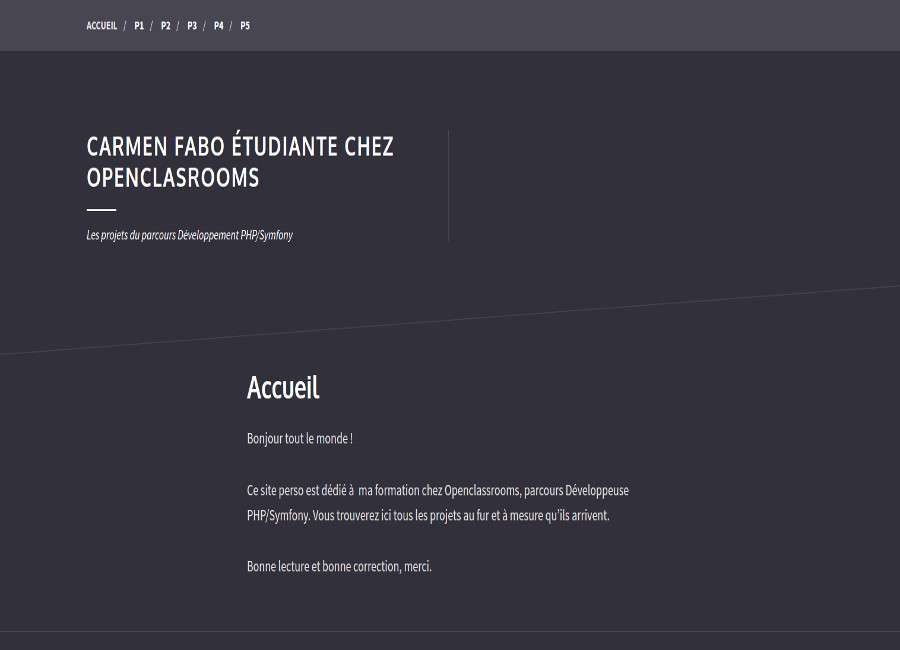 ACCUEIL / P1 / P2 / P3 / P4 / P5
CARMEN FABO ÉTUDIANTE CHEZ
OPENCLASROOMS
Les projets du parcours Développement PHP/Symfony
Accueil
Bonjour tout le monde !
Ce site perso est dédié à ma formation chez Openclassrooms, parcours Développeuse
PHP/Symfony. Vous trouverez ici tous les projets au fur et à mesure qu'ils arrivent.
Bonne lecture et bonne correction, merci.